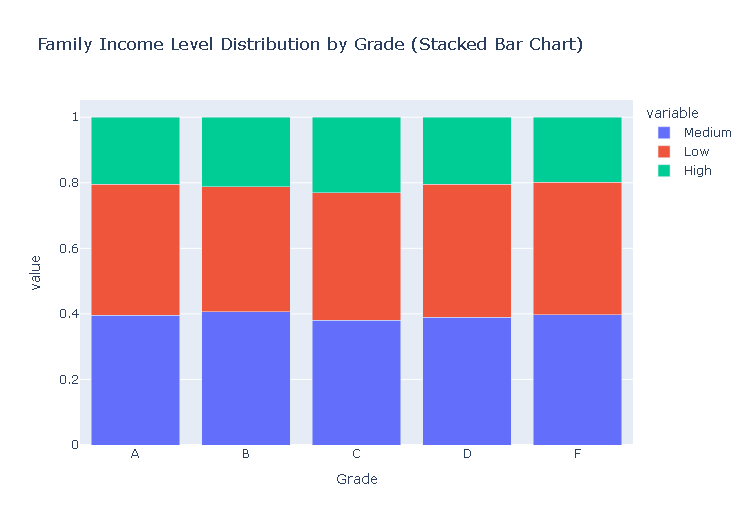 Family Income Level Distribution by Grade (Stacked Bar Chart)
variable
Medium
Low
High
1
0.8
0.6
0.4
0.2
0
value
A B C D F
Grade